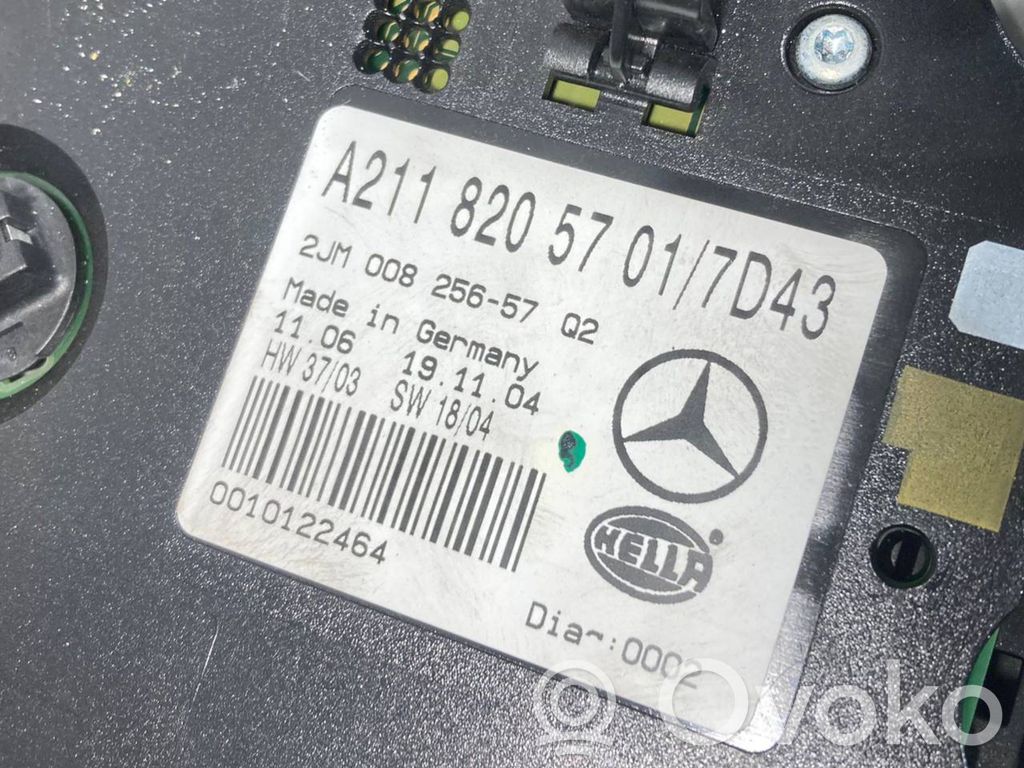 A211 820 57 01/7D43
2JM 008 256-57 Q2
Made in Germany
11.06 19.11.04
HW 37/03 SW 18/04
0010122464
HELLA ®
Dia~:0002
Ovoko